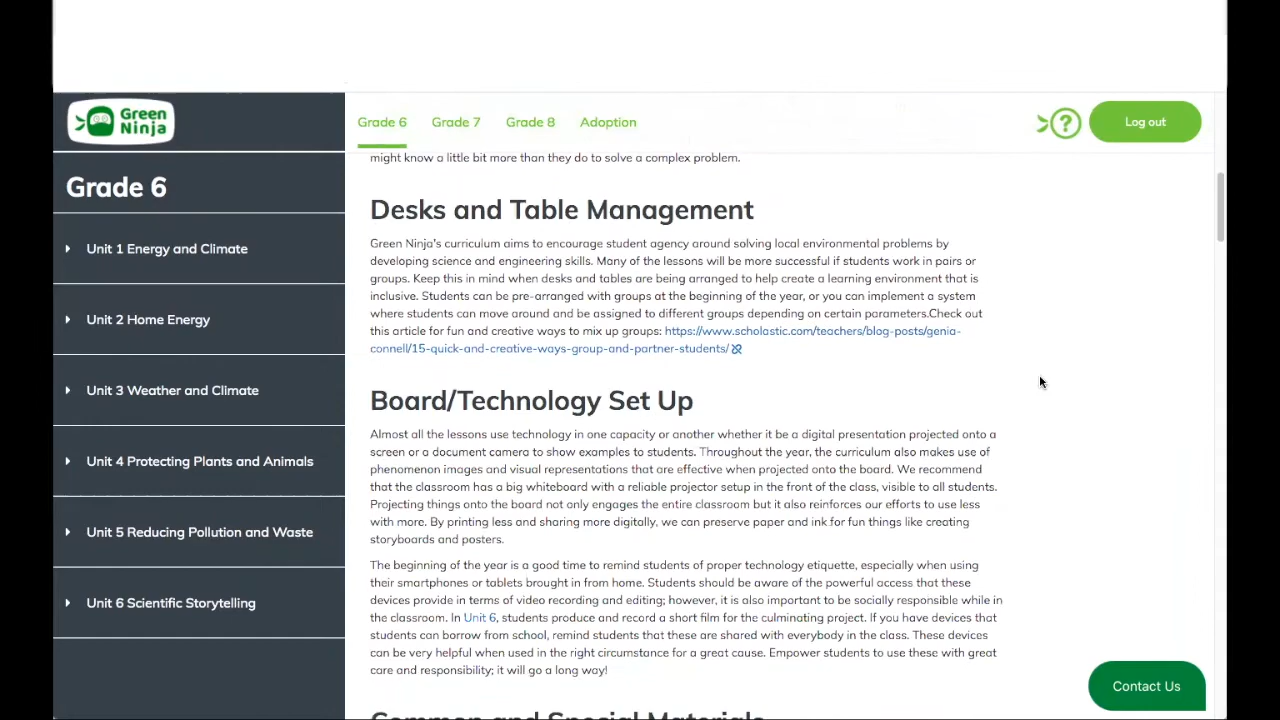 Green
Ninja
Grade 6
Grade 7
Grade 8
Adoption
?
Log out
Grade 6
Unit 1 Energy and Climate
Unit 2 Home Energy
Unit 3 Weather and Climate
Unit 4 Protecting Plants and Animals
Unit 5 Reducing Pollution and Waste
Unit 6 Scientific Storytelling
might know a little bit more than they do to solve a complex problem.
Desks and Table Management
Green Ninja's curriculum aims to encourage student agency around solving local environmental problems by
developing science and engineering skills. Many of the lessons will be more successful if students work in pairs or
groups. Keep this in mind when desks and tables are being arranged to help create a learning environment that is
inclusive. Students can be pre-arranged with groups at the beginning of the year, or you can implement a system
where students can move around and be assigned to different groups depending on certain parameters.Check out
this article for fun and creative ways to mix up groups: https://www.scholastic.com/teachers/blog-posts/genia-
connell/15-quick-and-creative-ways-group-and-partner-students/
Board/Technology Set Up
Almost all the lessons use technology in one capacity or another whether it be a digital presentation projected onto a
screen or a document camera to show examples to students. Throughout the year, the curriculum also makes use of
phenomenon images and visual representations that are effective when projected onto the board. We recommend
that the classroom has a big whiteboard with a reliable projector setup in the front of the class, visible to all students.
Projecting things onto the board not only engages the entire classroom but it also reinforces our efforts to use less
with more. By printing less and sharing more digitally, we can preserve paper and ink for fun things like creating
storyboards and posters.
The beginning of the year is a good time to remind students of proper technology etiquette, especially when using
their smartphones or tablets brought in from home. Students should be aware of the powerful access that these
devices provide in terms of video recording and editing; however, it is also important to be socially responsible while in
the classroom. In Unit 6, students produce and record a short film for the culminating project. If you have devices that
students can borrow from school, remind students that these are shared with everybody in the class. These devices
can be very helpful when used in the right circumstance for a great cause. Empower students to use these with great
care and responsibility; it will go a long way!
Common and Special Materials
Contact Us